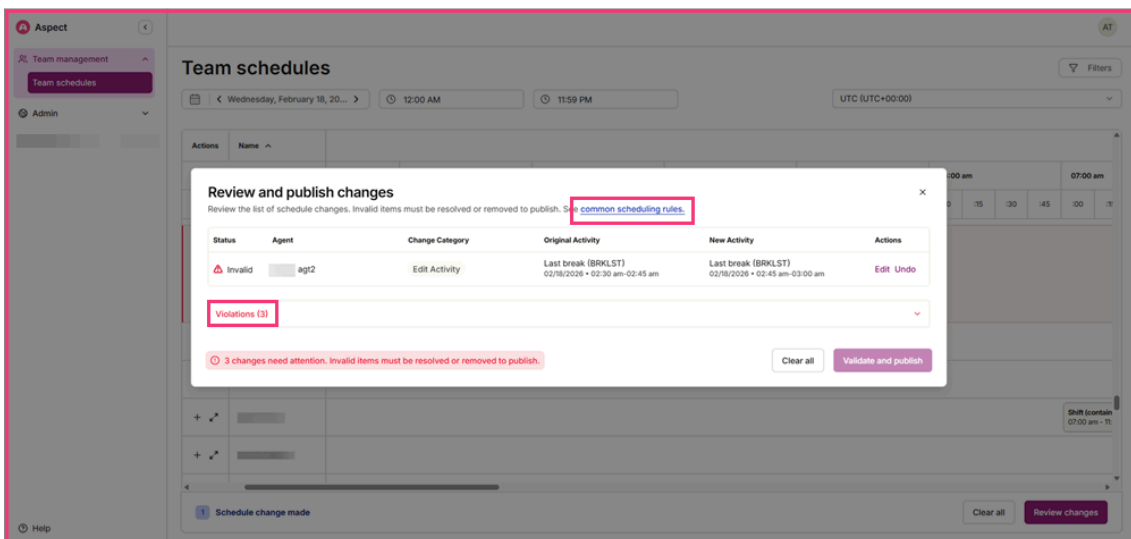 Aspect
AT
Team management
Team schedules
Admin
Help
Team schedules
Filters
Wednesday, February 18, 20...
12:00 AM
11:59 PM
UTC (UTC+00:00)
Actions Name
:00 am 07:00 am
:15 :30 :45 :00
Review and publish changes
Review the list of schedule changes. Invalid items must be resolved or removed to publish. See common scheduling rules.
Status Agent Change Category Original Activity New Activity Actions
Invalid agt2 Edit Activity Last break (BRKLST) Last break (BRKLST) Edit Undo
02/18/2026 • 02:30 am-02:45 am 02/18/2026 • 02:45 am-03:00 am
Violations (3)
3 changes need attention. Invalid items must be resolved or removed to publish.
Clear all
Validate and publish
Shift (contain
07:00 am - 11:
1 Schedule change made
Clear all
Review changes